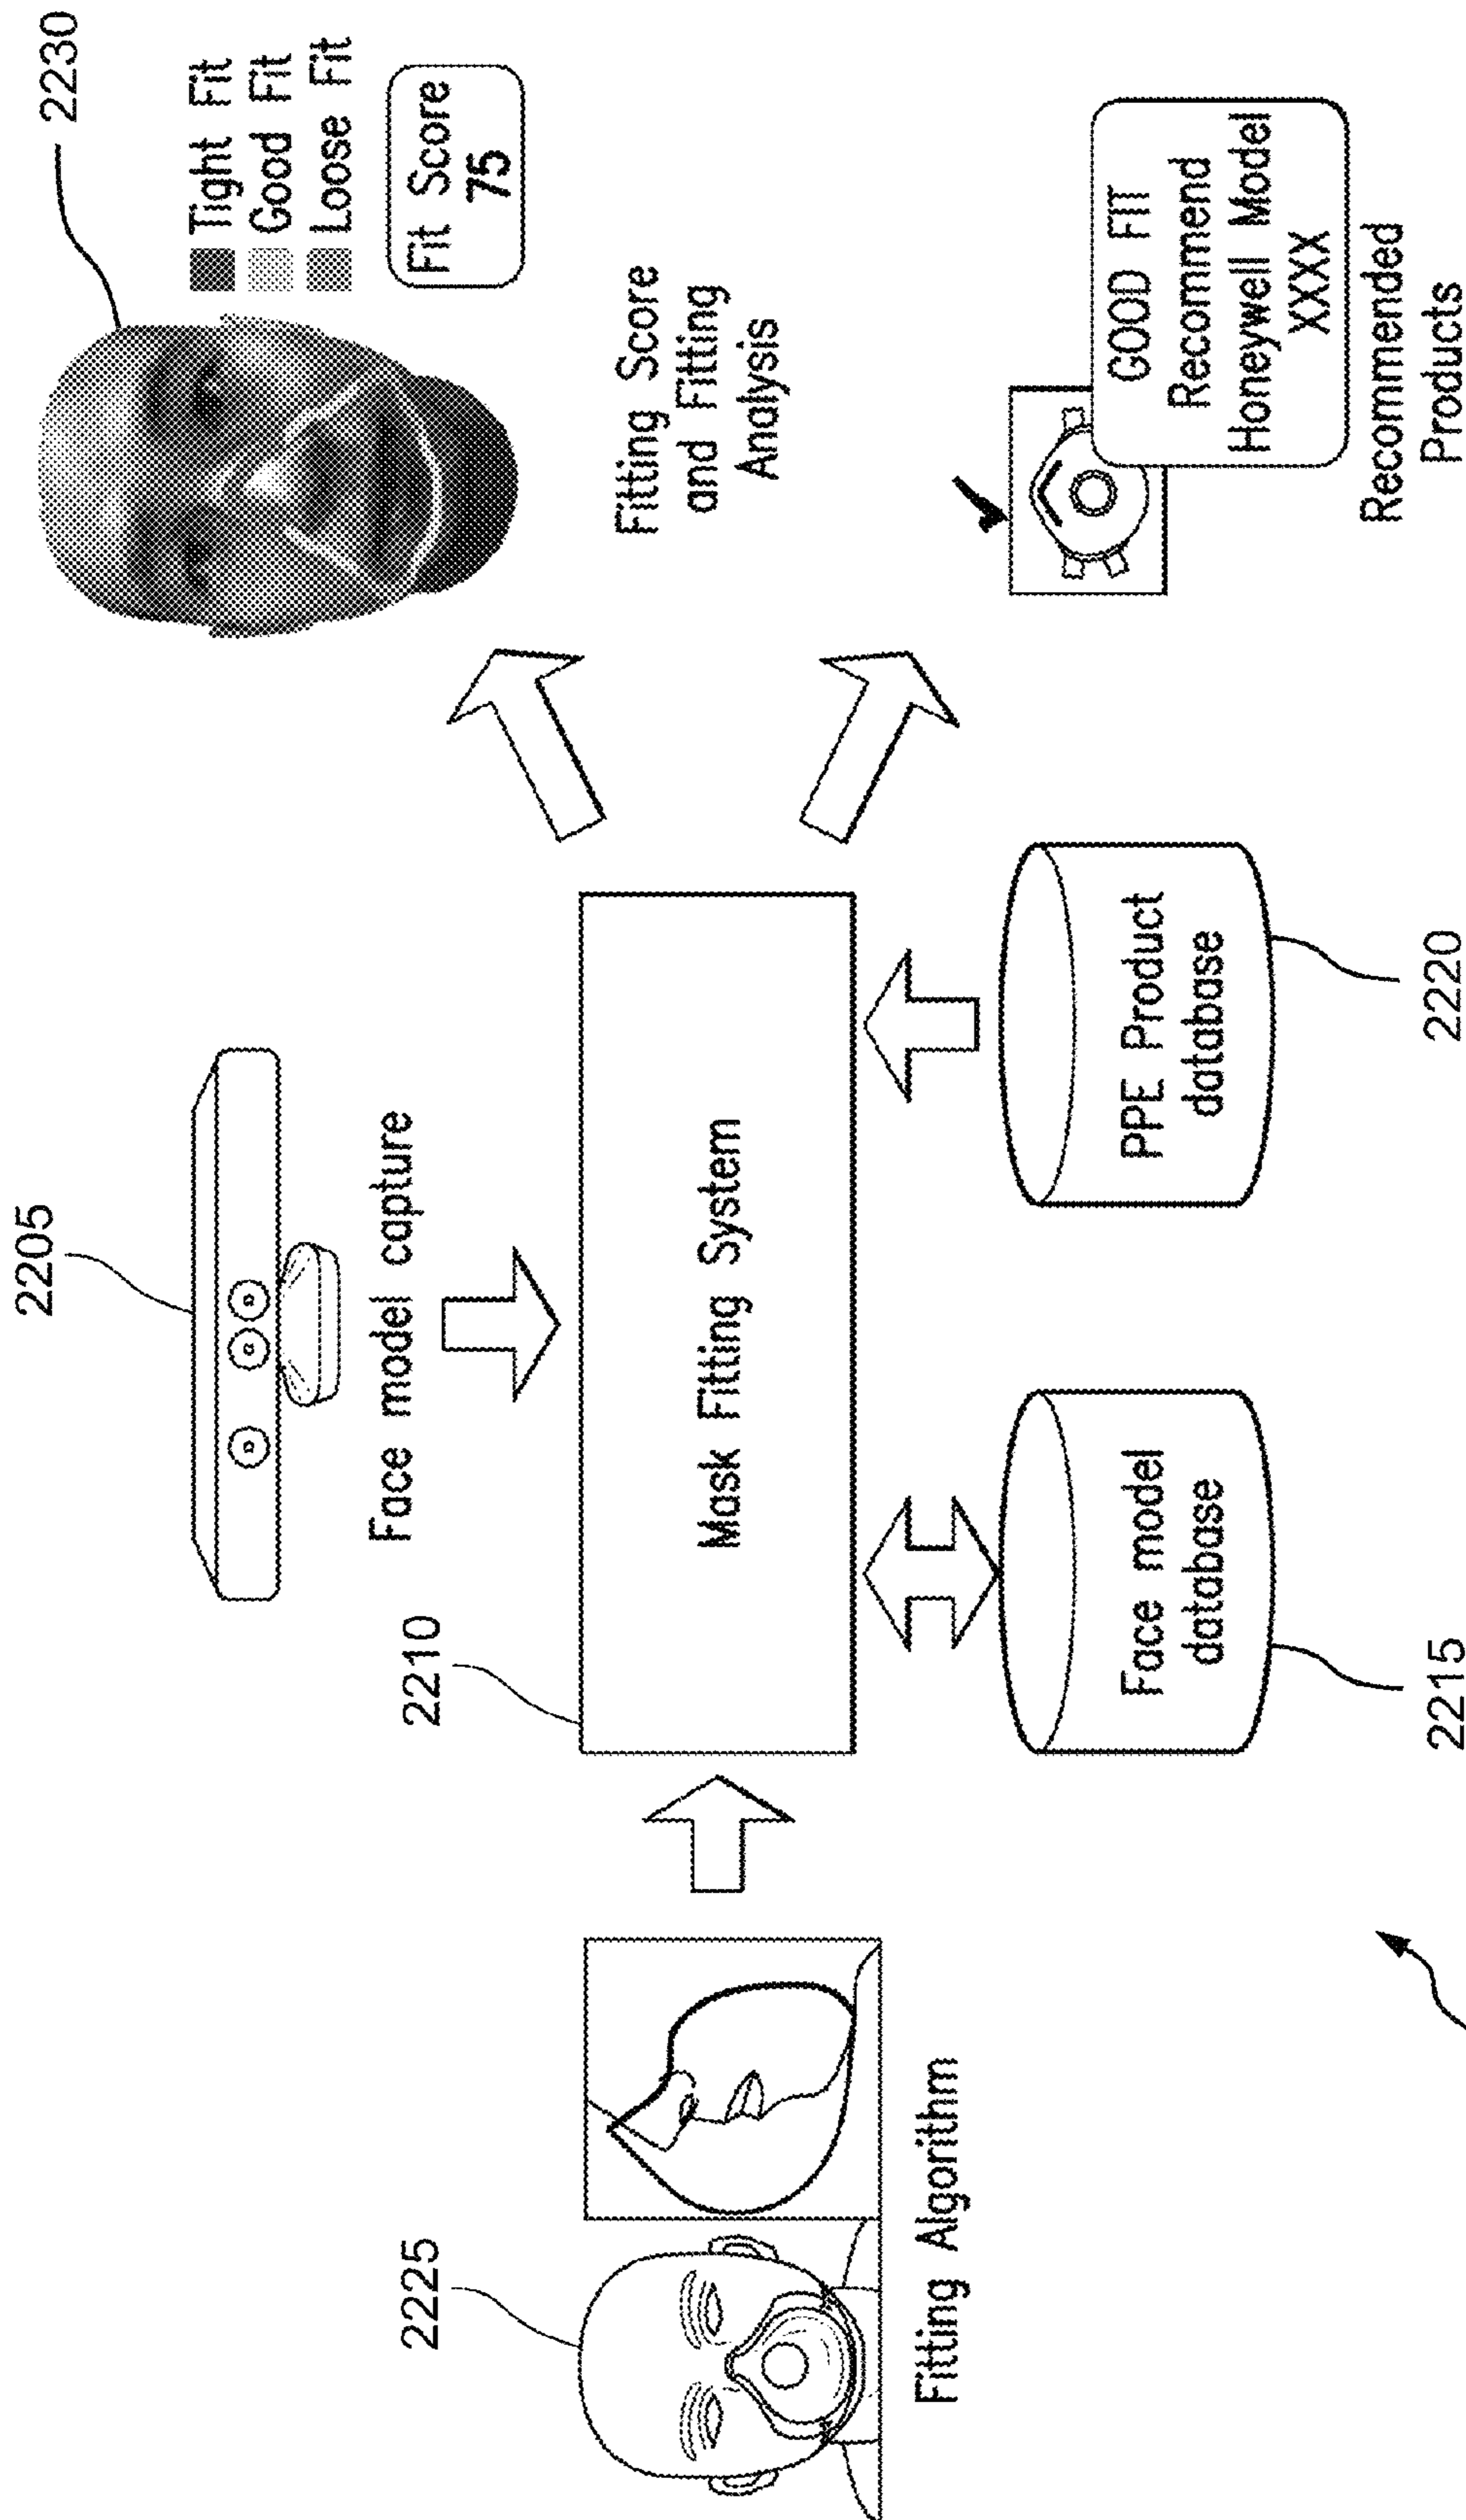 2205
Face model capture
2210
Mask Fitting System
2225
Fitting Algorithm
Face model
database
2215
PPE Product
database
2220
2230
Tight Fit
Good Fit
Loose Fit
Fit Score
75
Fitting Score
and Fitting
Analysis
GOOD FIT
Recommend
Honeywell Model
XXXX
Recommended
Products